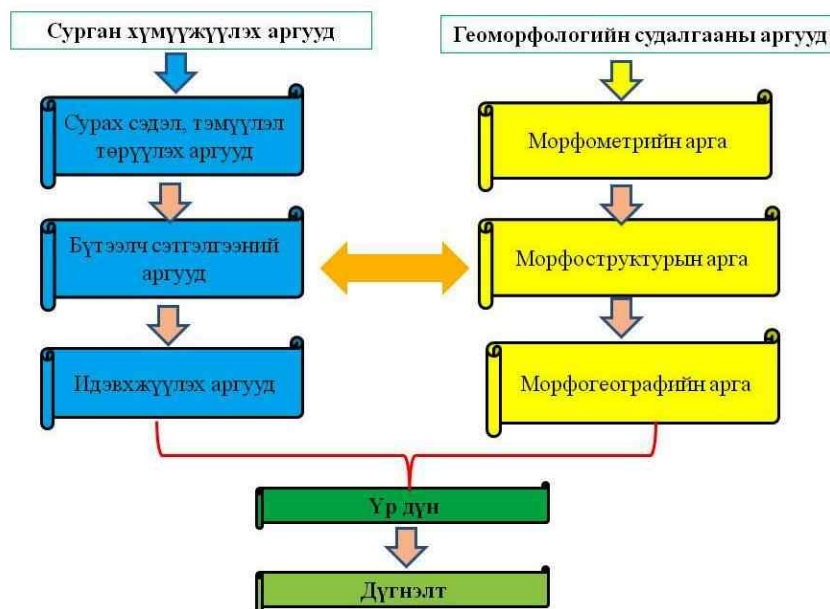 Сурган хүмүүжүүлэх аргууд
Сурах сэдэл, тэмүүлэл
төрүүлэх аргууд
Бүтээлч сэтгэлгээний
аргууд
Идэвхжүүлэх аргууд
Геоморфологийн судалгааны аргууд
Морфометрийн арга
Морфоструктурын арга
Морфогеографийн арга
Үр дүн
Дүгнэлт